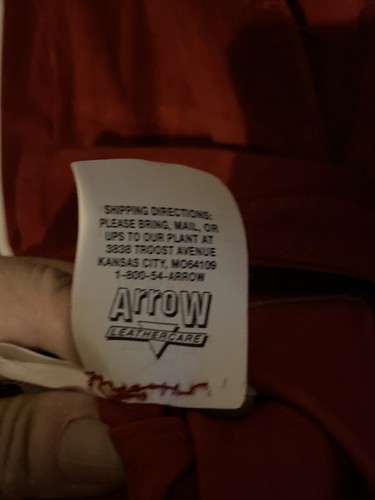 SHIPPING DIRECTIONS:
PLEASE BRING, MAIL, OR
UPS TO OUR PLANT AT
3838 TROOST AVENUE
KANSAS CITY, MO64109
1-800-54-ARROW
ArroW
LEATHERCARE